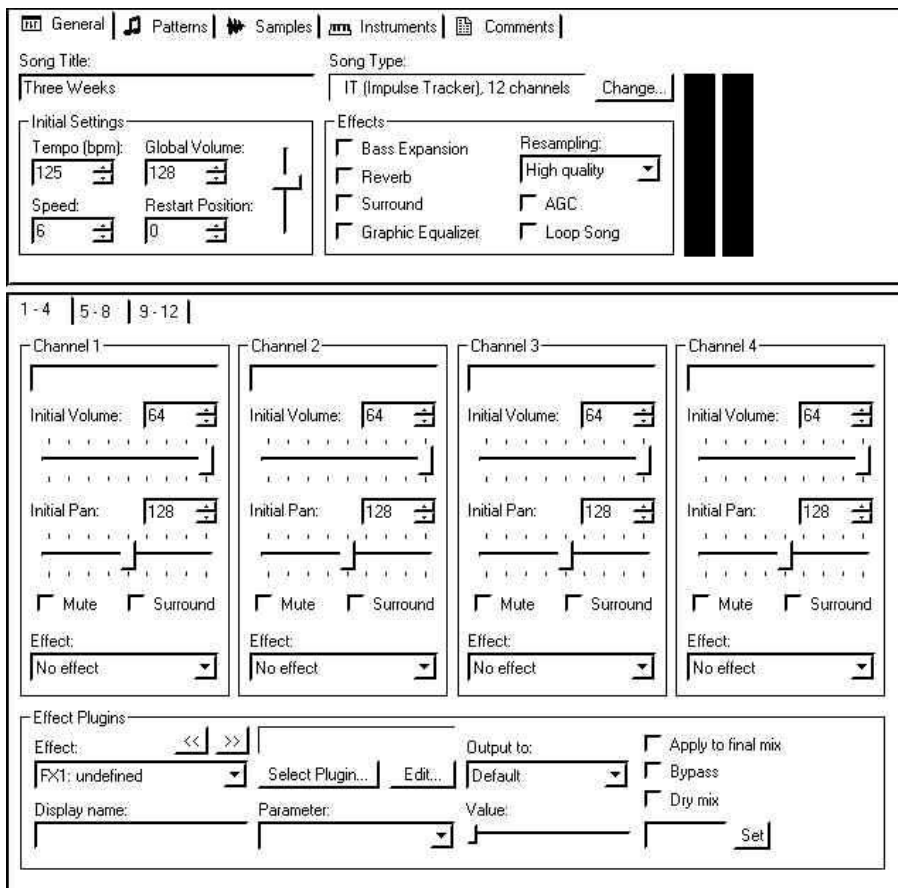 General Patterns Samples Instruments Comments
Song Title: Song Type:
Three Weeks IT (Impulse Tracker), 12 channels Change...
Initial Settings Effects
Tempo (bpm): Global Volume: Bass Expansion Resampling:
125 128 Reverb High quality
Speed: Restart Position: Surround AGC
6 0 Graphic Equalizer Loop Song
1 - 4 5 - 8 9 - 12
Channel 1 Channel 2 Channel 3 Channel 4
Initial Volume: 64 Initial Volume: 64 Initial Volume: 64 Initial Volume: 64
Initial Pan: 128 Initial Pan: 128 Initial Pan: 128 Initial Pan: 128
Mute Surround Mute Surround Mute Surround Mute Surround
Effect: Effect: Effect: Effect:
No effect No effect No effect No effect
Effect Plugins
Effect: << >> Output to: Apply to final mix
FX1: undefined Select Plugin... Edit... Default Bypass
Display name: Parameter: Value: Dry mix
Set